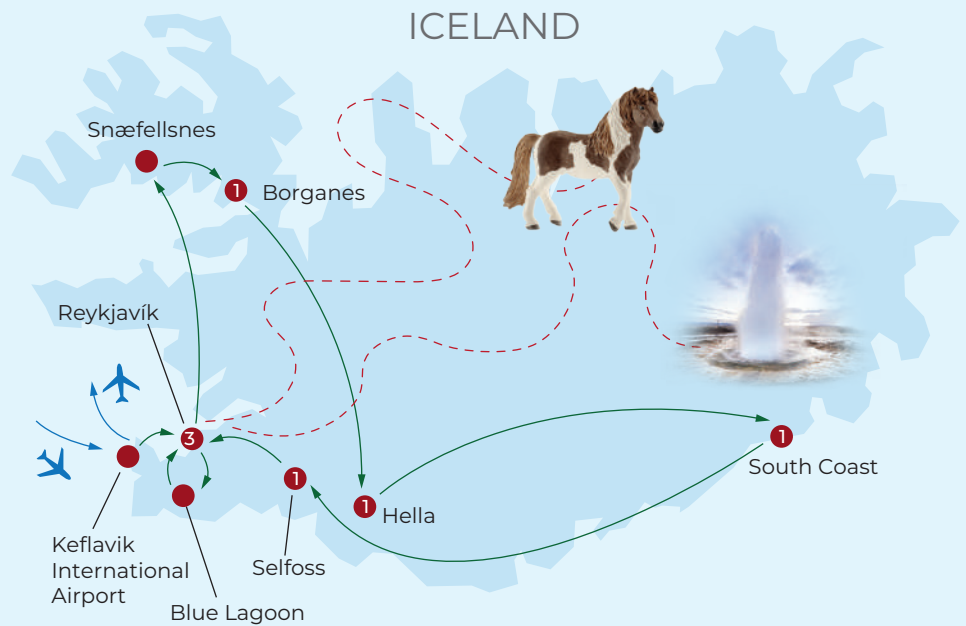 ICELAND
Snæfellsnes
1
Borganes
Reykjavík
3
1
South Coast
1
1
Hella
Selfoss
Keflavik
International
Airport
Blue Lagoon